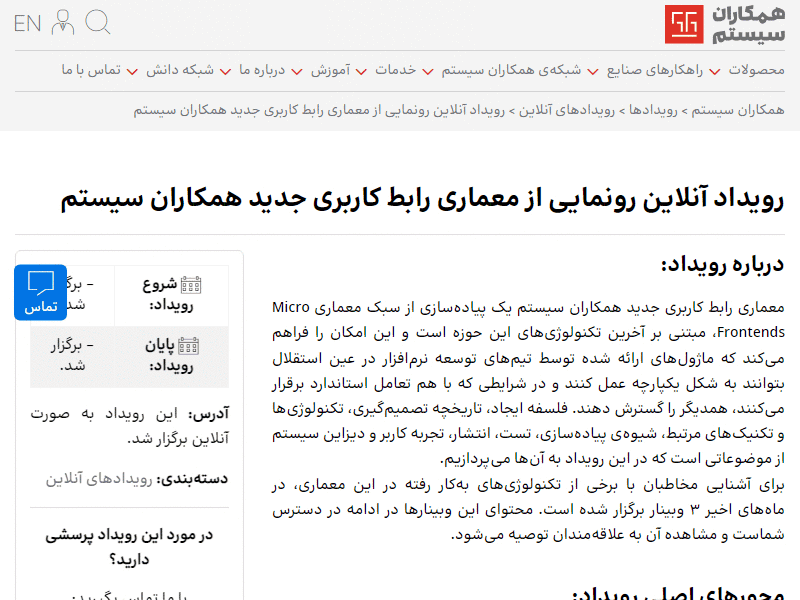 همکاران
سیستم
EN
محصولات راهکارهای صنایع شبکه‌ی همکاران سیستم خدمات آموزش درباره ما شبکه دانش تماس با ما
همکاران سیستم > رویدادها > رویدادهای آنلاین > رویداد آنلاین رونمایی از معماری رابط کاربری جدید همکاران سیستم
رویداد آنلاین رونمایی از معماری رابط کاربری جدید همکاران سیستم
درباره رویداد:
معماری رابط کاربری جدید همکاران سیستم یک پیاده‌سازی از سبک معماری Micro
Frontends، مبتنی بر آخرین تکنولوژی‌های این حوزه است و این امکان را فراهم
می‌کند که ماژول‌های ارائه شده توسط تیم‌های توسعه نرم‌افزار در عین استقلال
بتوانند به شکل یکپارچه عمل کنند و در شرایطی که با هم تعامل استاندارد برقرار
می‌کنند، همدیگر را گسترش دهند. فلسفه ایجاد، تاریخچه تصمیم‌گیری، تکنولوژی‌ها
و تکنیک‌های مرتبط، شیوه‌ی پیاده‌سازی، تست، انتشار، تجربه کاربر و دیزاین سیستم
از موضوعاتی است که در این رویداد به آن‌ها می‌پردازیم.
برای آشنایی مخاطبان با برخی از تکنولوژی‌های به‌کار رفته در این معماری، در
ماه‌های اخیر ۳ وبینار برگزار شده است. محتوای این وبینارها در ادامه در دسترس
شماست و مشاهده آن به علاقه‌مندان توصیه می‌شود.
محورهای اصلی رویداد:
شروع
رویداد:
تماس
پایان
رویداد:
– برگزار
شد.
آدرس: این رویداد به صورت
آنلاین برگزار شد.
دسته‌بندی: رویدادهای آنلاین
در مورد این رویداد پرسشی
دارید؟
با ما تماس بگیرید: